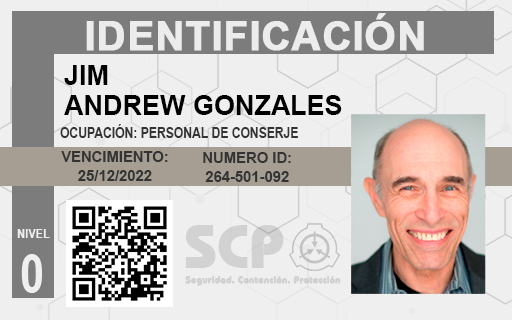 IDENTIFICACIÓN
JIM
ANDREW GONZALES
OCUPACIÓN: PERSONAL DE CONSERJE
VENCIMIENTO:
25/12/2022
NUMERO ID:
264-501-092
NIVEL
0
SCP
Seguridad. Contención. Protección